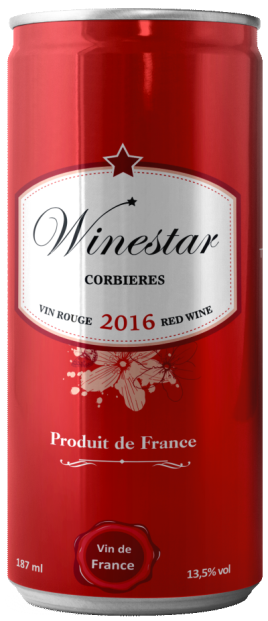 Winestar
CORBIERES
VIN ROUGE 2016 RED WINE
Produit de France
Vin de
France
187 ml
13,5% vol